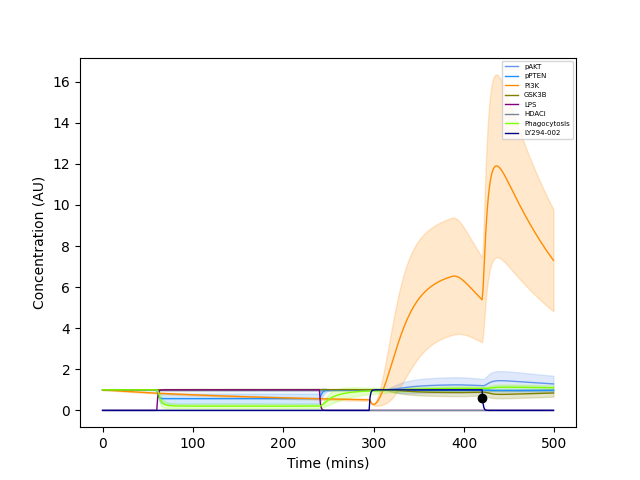 pAKT
pPTEN
PI3K
GSK3B
LPS
HDACi
Phagocytosis
LY294-002
16
14
12
10
8
6
4
2
0
Concentration (AU)
0 100 200 300 400 500
Time (mins)